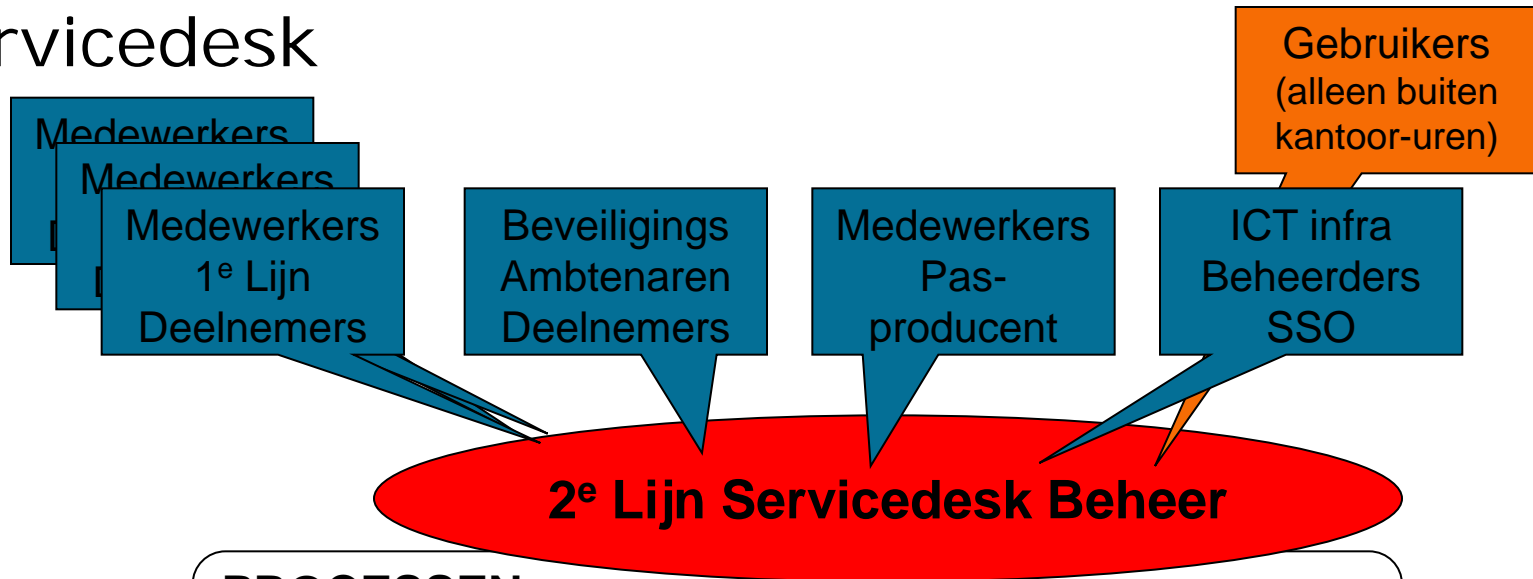 rvicedesk
Gebruikers
(alleen buiten
kantoor-uren)
Medewerkers
Medewerkers
Medewerkers
1e Lijn
Deelnemers
Beveiligings
Ambtenaren
Deelnemers
Medewerkers
Pas-
producent
ICT infra
Beheerders
SSO
2e Lijn Servicedesk Beheer
PROCESSEN